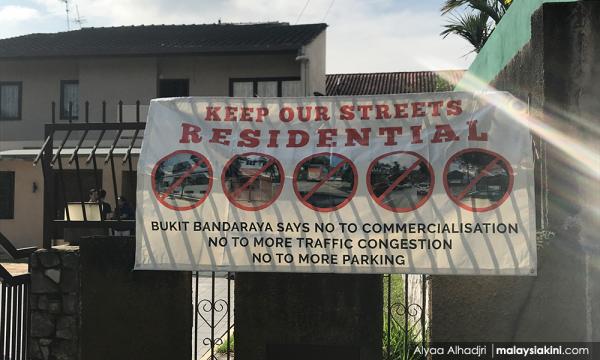 KEEP OUR STREETS
RESIDENTIAL
BUKIT BANDARAYA SAYS NO TO COMMERCIALISATION
NO TO MORE TRAFFIC CONGESTION
NO TO MORE PARKING
Alyaa Alhadjri | malaysiakini.com